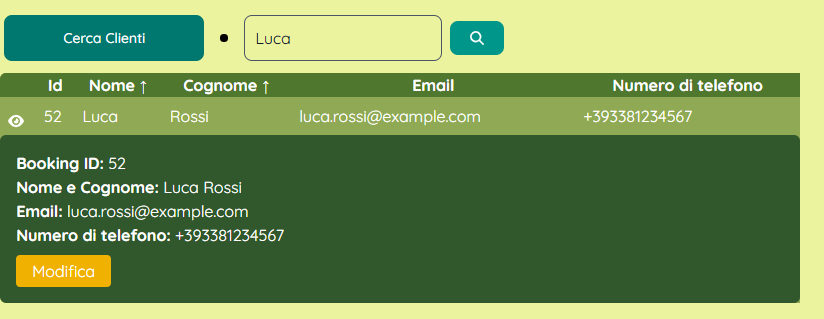 Cerca Clienti Luca
Id Nome ↑ Cognome ↑ Email Numero di telefono
52 Luca Rossi luca.rossi@example.com +393381234567
Booking ID: 52
Nome e Cognome: Luca Rossi
Email: luca.rossi@example.com
Numero di telefono: +393381234567
Modifica